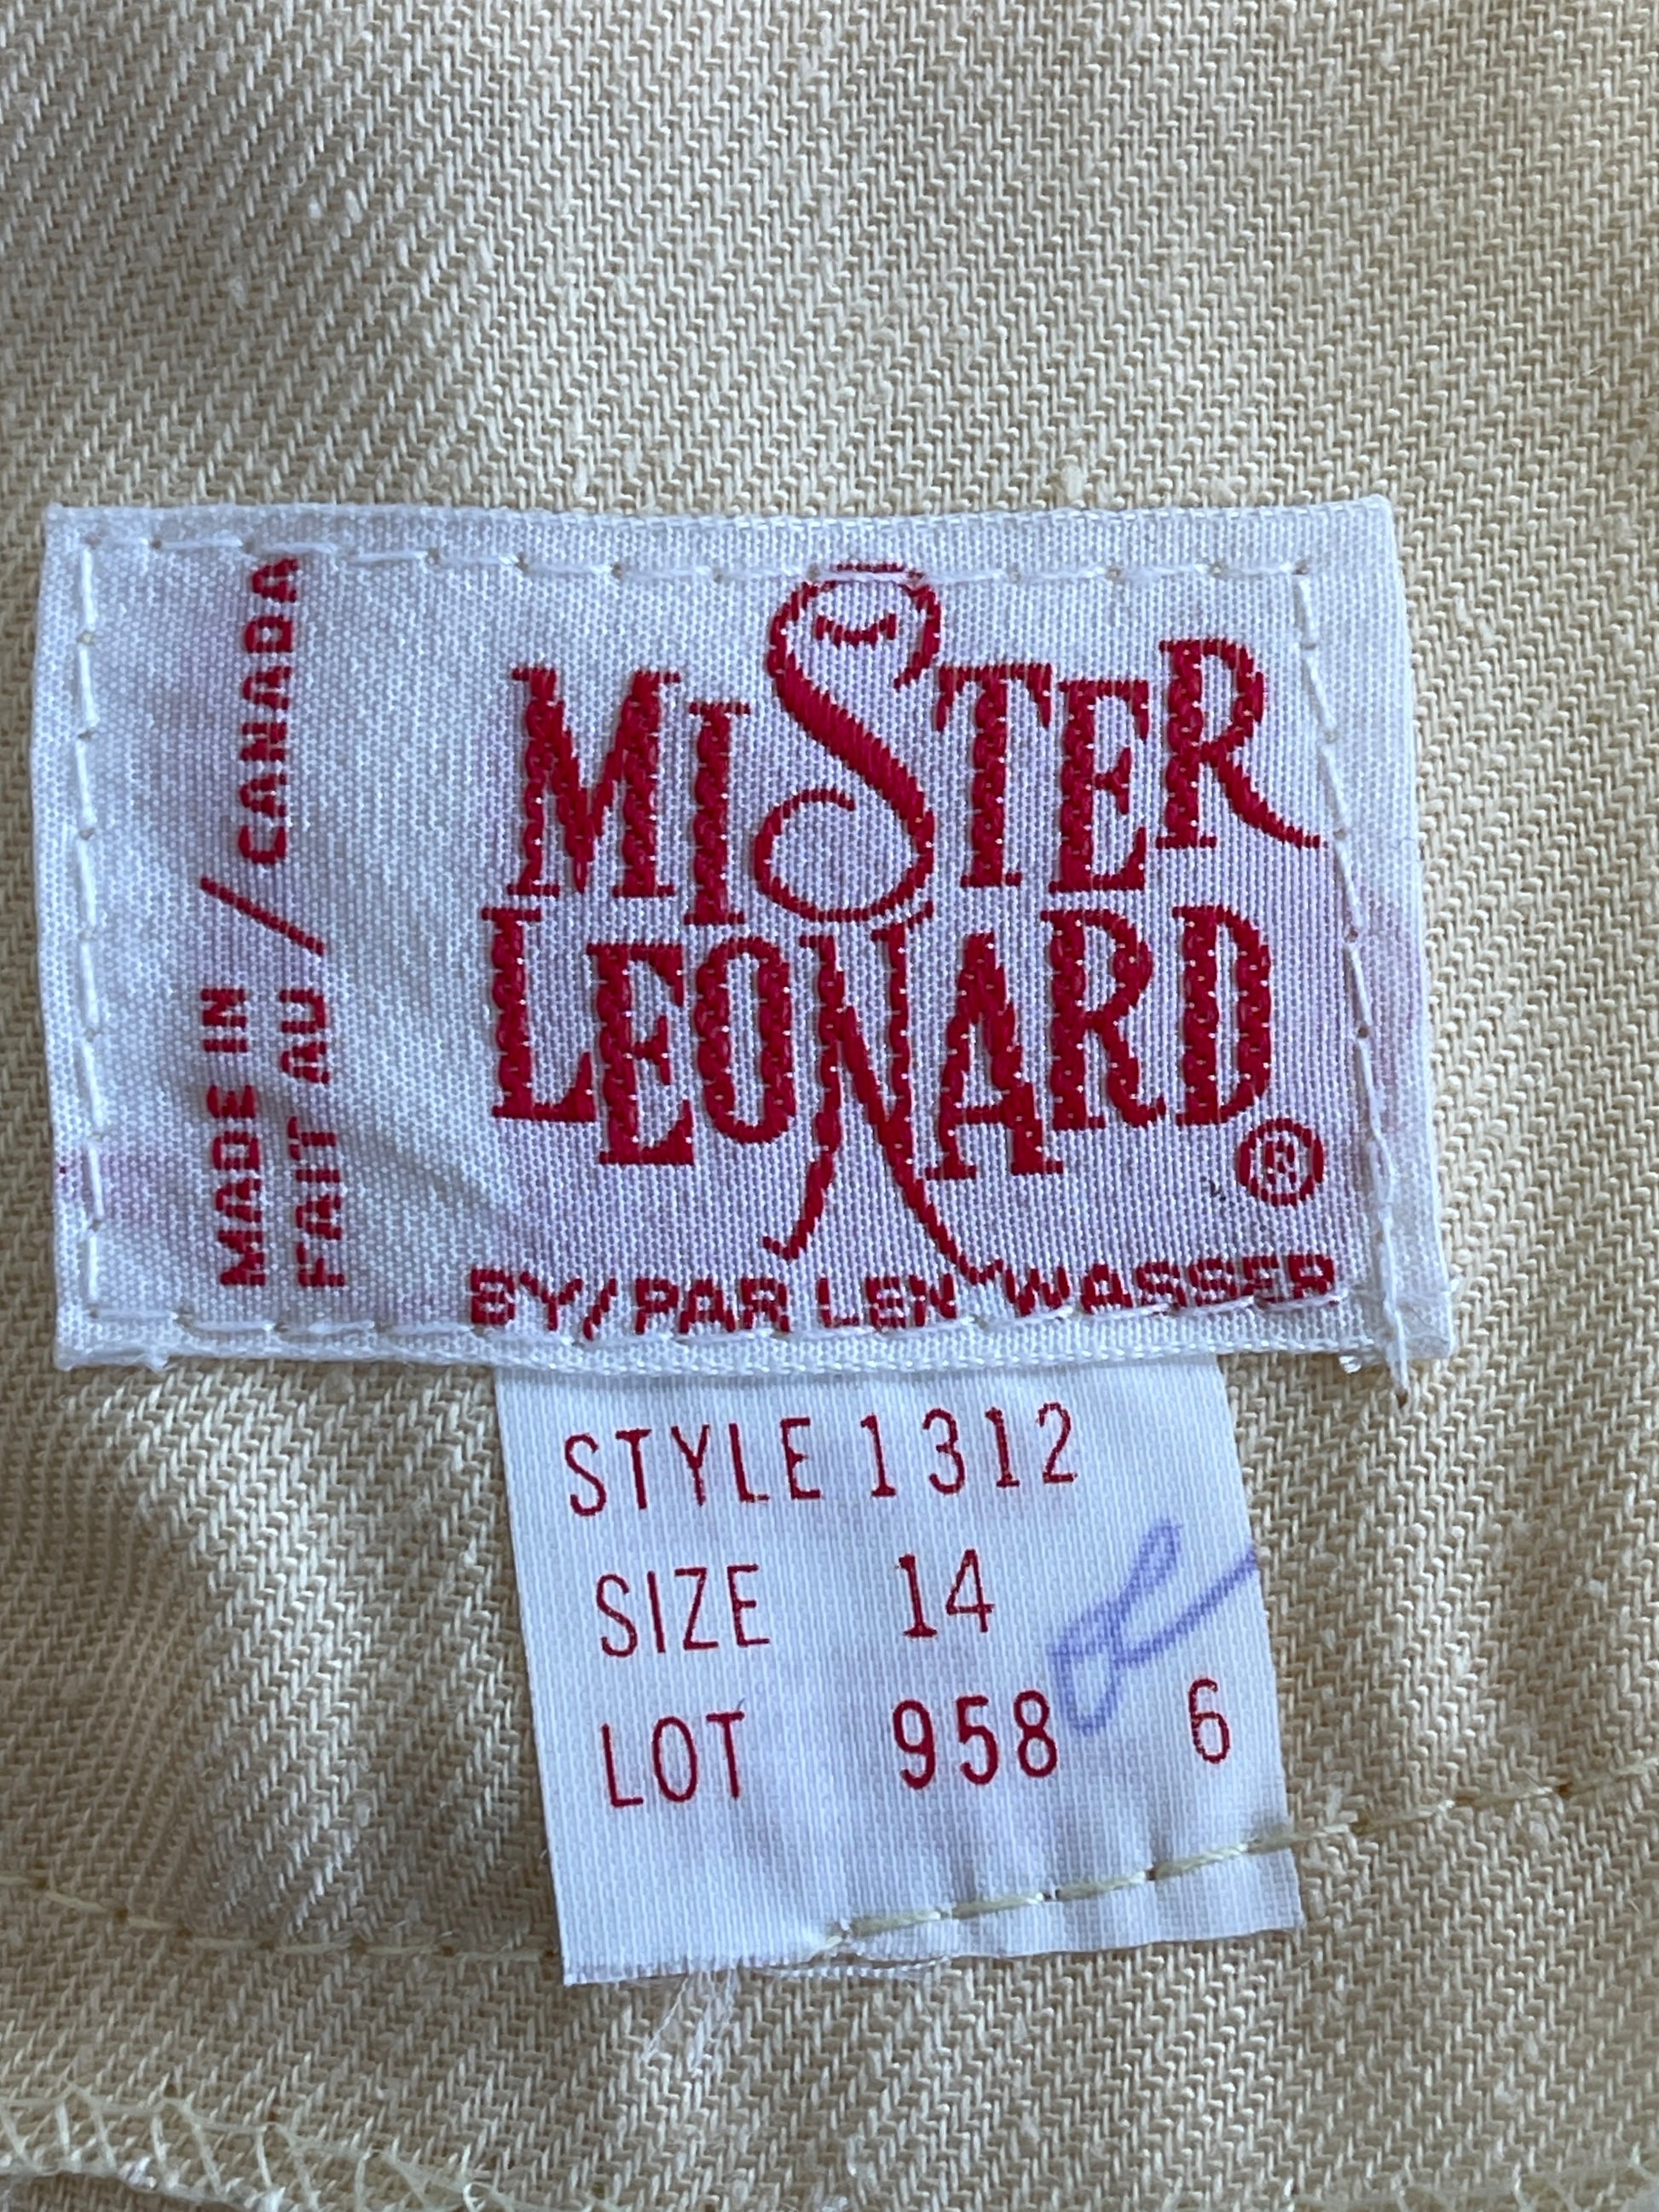 MADE IN / CANADA
FAIT AU
MISTER
LEONARD®
BY/PAR LEN WASSER
STYLE 1312
SIZE 14
LOT 958 6